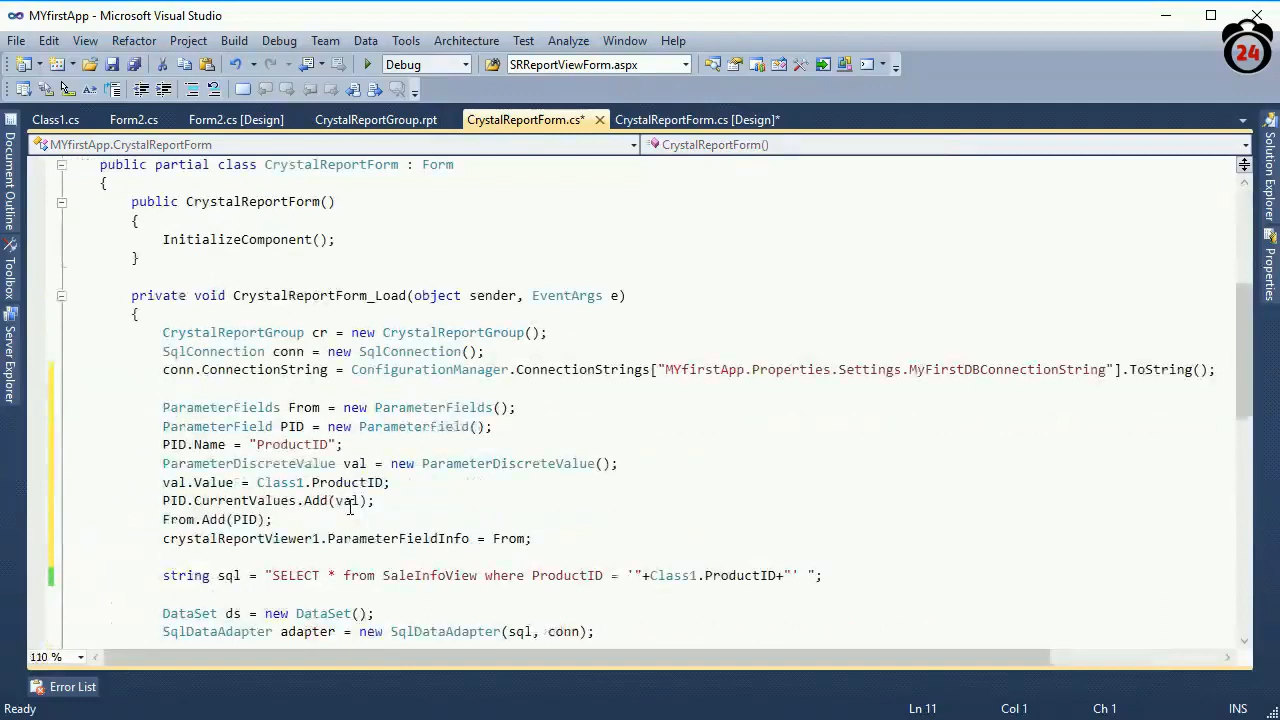 MYfirstApp - Microsoft Visual Studio
24
File Edit View Refactor Project Build Debug Team Data Tools Architecture Test Analyze Window Help
Debug SRReportViewForm.aspx
Class1.cs Form2.cs Form2.cs [Design] CrystalReportGroup.rpt CrystalReportForm.cs* CrystalReportForm.cs [Design]*
MYfirstApp.CrystalReportForm CrystalReportForm()
Document Outline
Toolbox
Server Explorer
Solution Explorer
Properties
public partial class CrystalReportForm : Form
{
public CrystalReportForm()
{
InitializeComponent();
}
private void CrystalReportForm_Load(object sender, EventArgs e)
{
CrystalReportGroup cr = new CrystalReportGroup();
SqlConnection conn = new SqlConnection();
conn.ConnectionString = ConfigurationManager.ConnectionStrings["MYfirstApp.Properties.Settings.MyFirstDBConnectionString"].ToString();
ParameterFields From = new ParameterFields();
ParameterField PID = new ParameterField();
PID.Name = "ProductID";
ParameterDiscreteValue val = new ParameterDiscreteValue();
val.Value = Class1.ProductID;
PID.CurrentValues.Add(val);
From.Add(PID);
crystalReportViewer1.ParameterFieldInfo = From;
string sql = "SELECT * from SaleInfoView where ProductID = '"+Class1.ProductID+"' ";
DataSet ds = new DataSet();
SqlDataAdapter adapter = new SqlDataAdapter(sql, conn);
110 %
Error List
Ready Ln 11 Col 1 Ch 1 INS